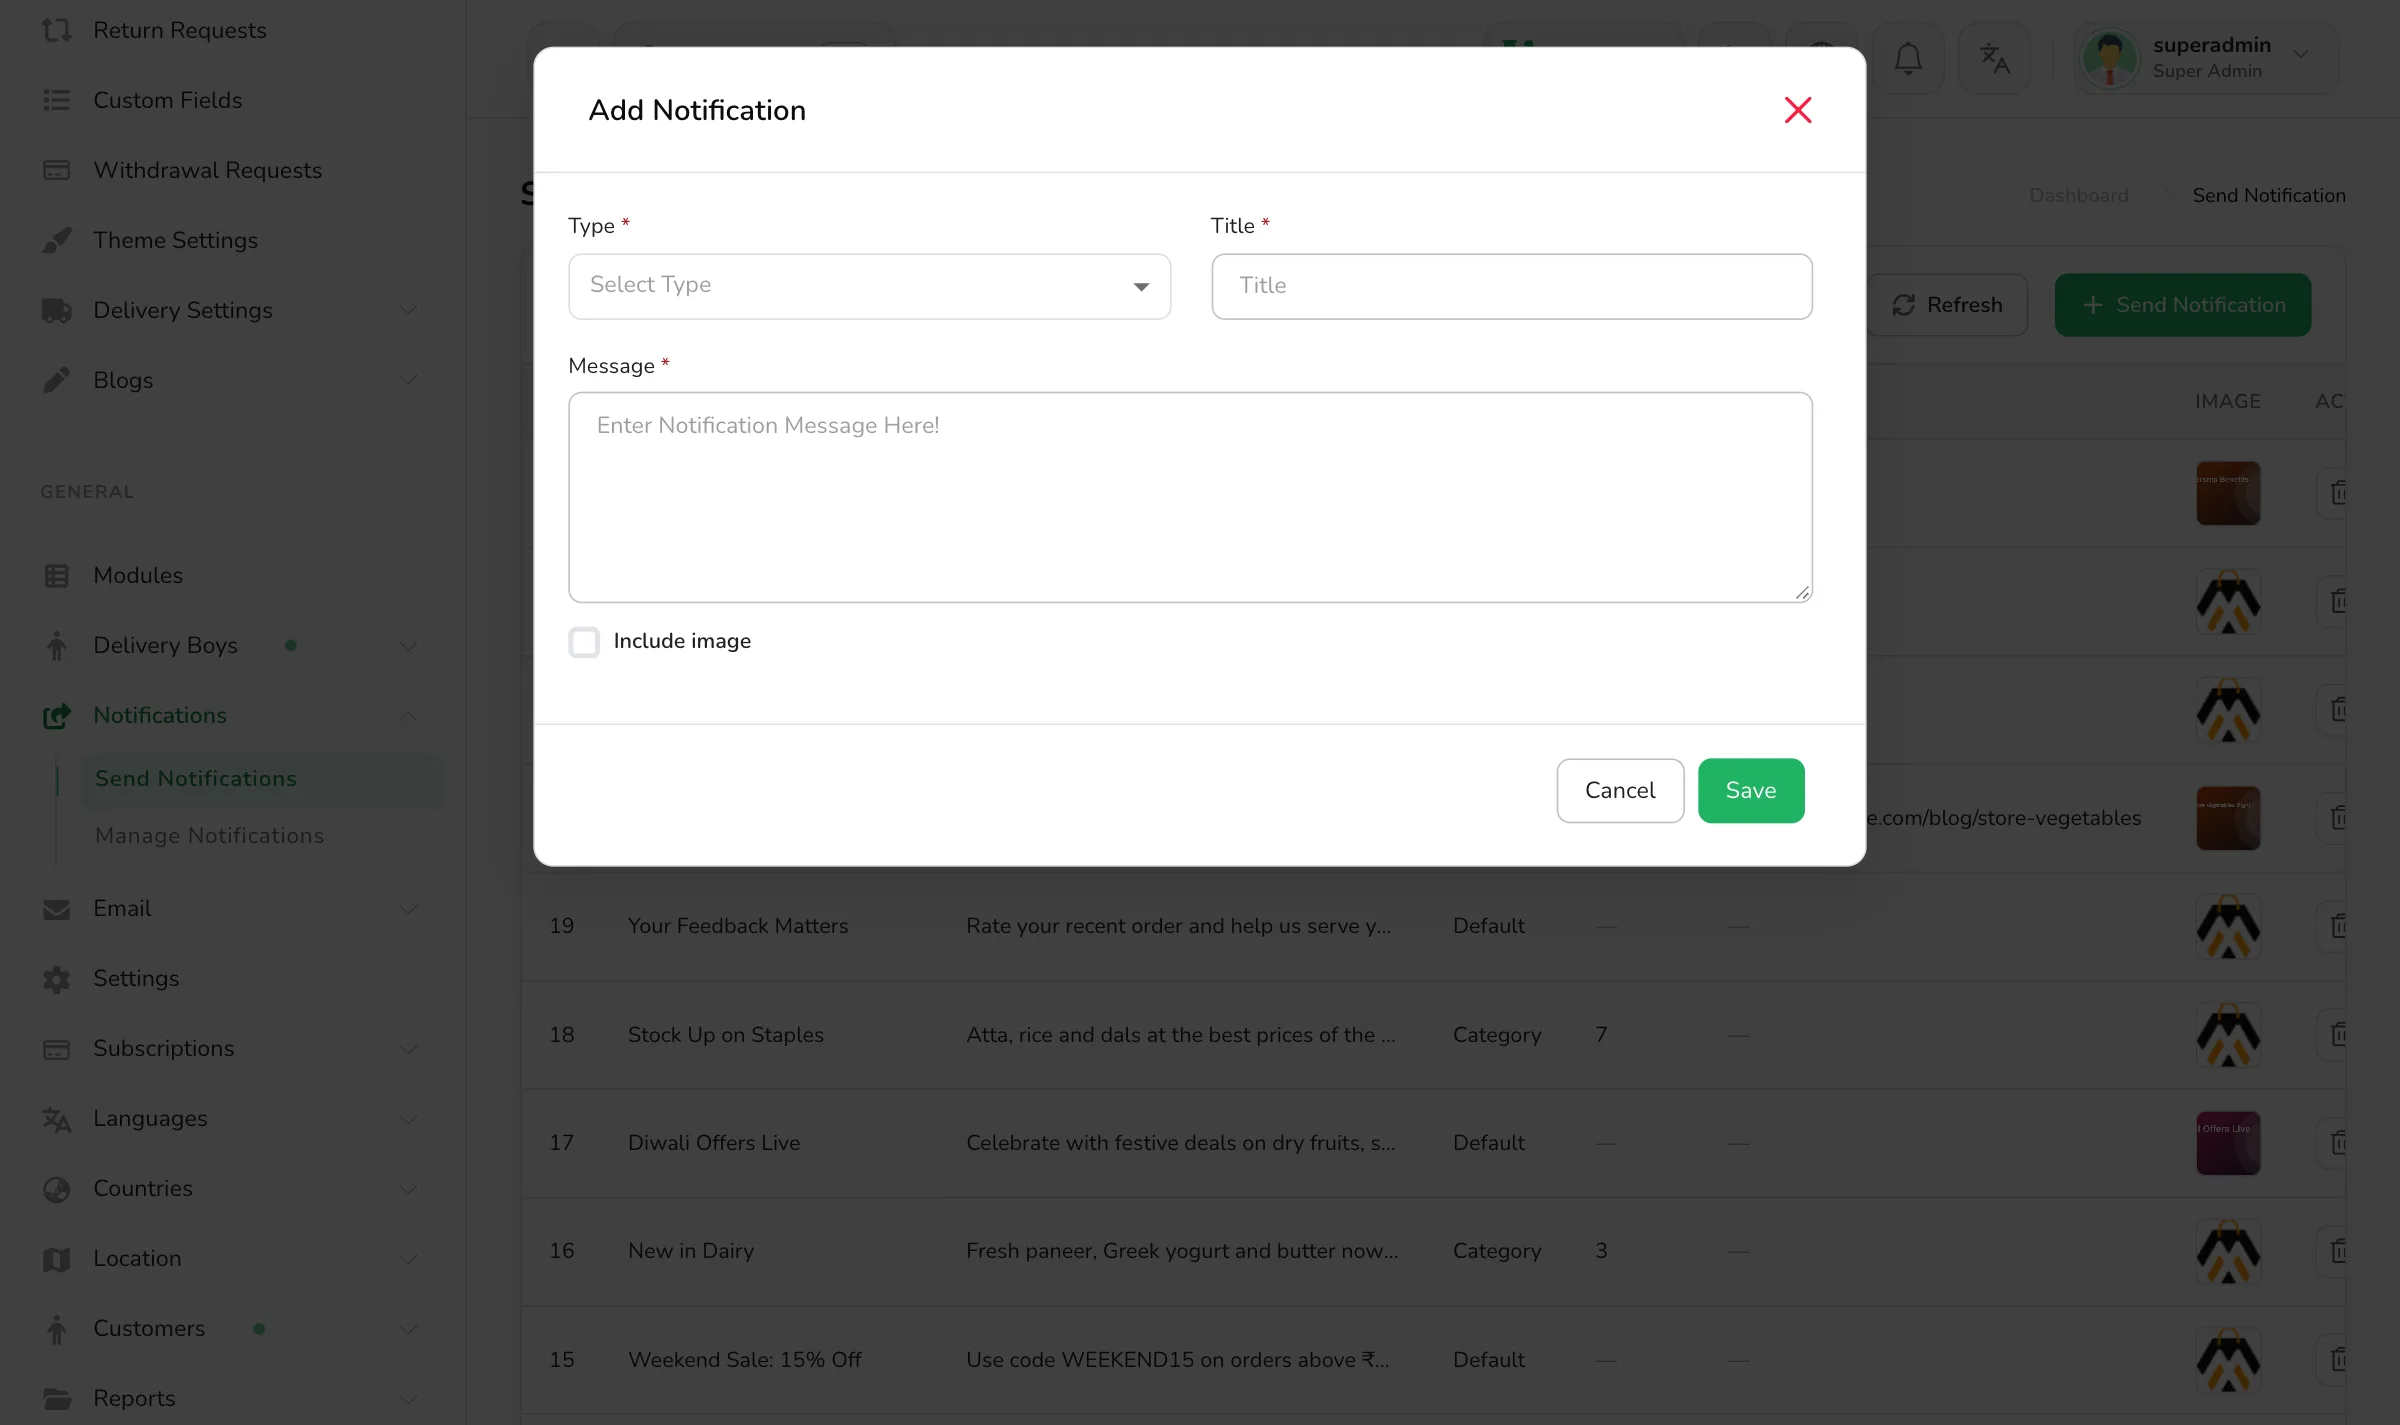 Return Requests
Custom Fields
Withdrawal Requests
Theme Settings
Delivery Settings
Blogs
GENERAL
Modules
Delivery Boys
Notifications
Send Notifications
Manage Notifications
Email
Settings
Subscriptions
Languages
Countries
Location
Customers
Reports
superadmin
Super Admin
Dashboard
Send Notification
Refresh
+ Send Notification
Add Notification
Type *
Title *
Select Type
Title
Message *
Enter Notification Message Here!
Include image
Cancel
Save
IMAGE
ership Benefits
e.com/blog/store-vegetables
19 Your Feedback Matters Rate your recent order and help us serve y... Default — —
18 Stock Up on Staples Atta, rice and dals at the best prices of the ... Category 7 —
17 Diwali Offers Live Celebrate with festive deals on dry fruits, s... Default — —
l Offers Live
16 New in Dairy Fresh paneer, Greek yogurt and butter now... Category 3 —
15 Weekend Sale: 15% Off Use code WEEKEND15 on orders above ₹... Default — —